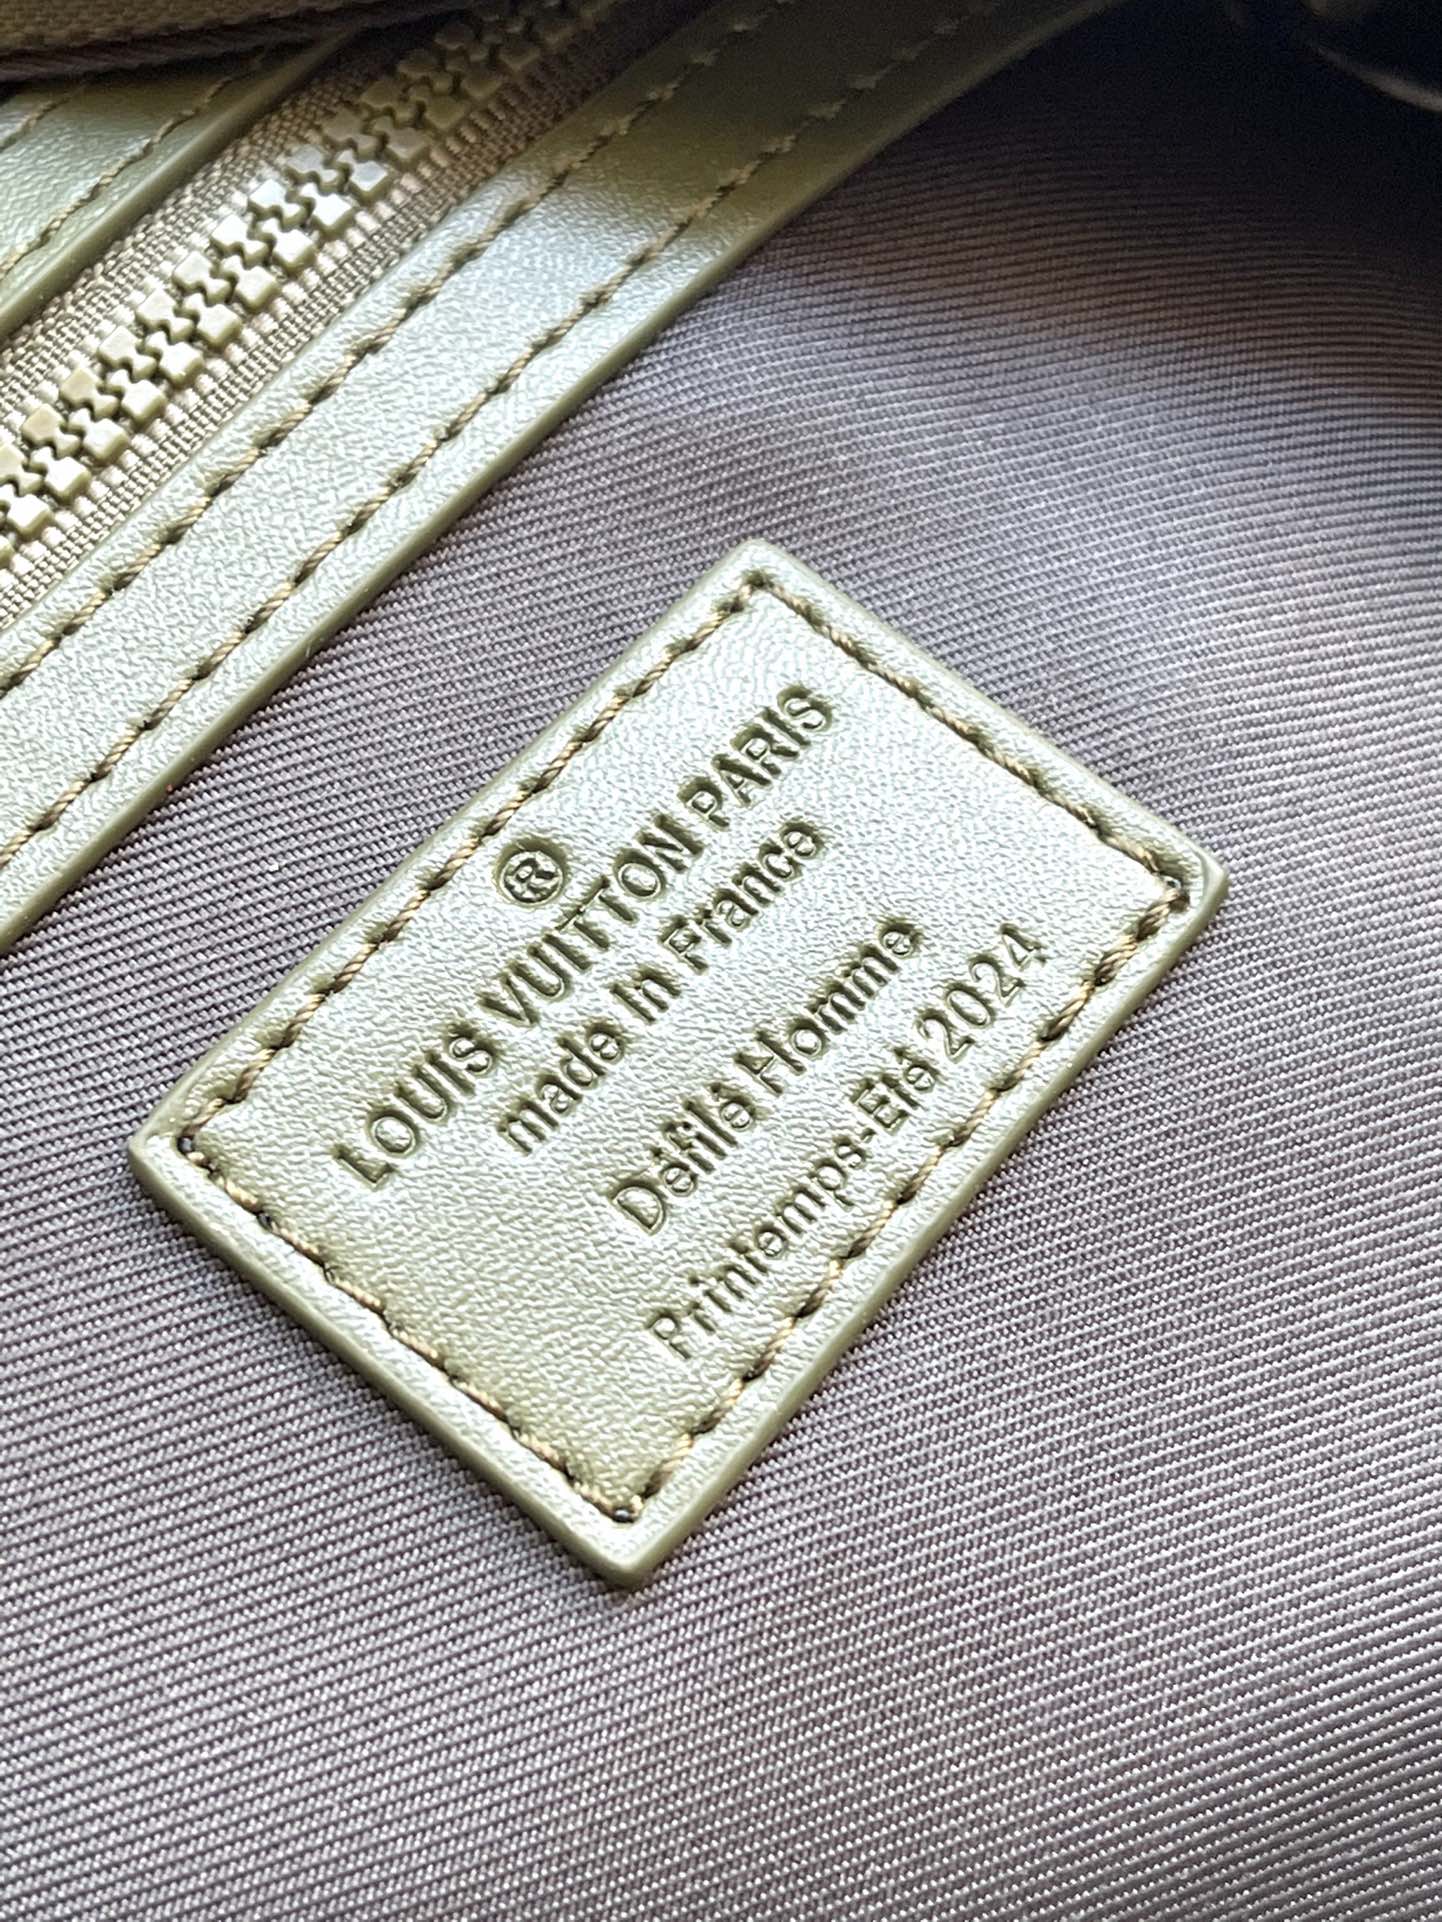 ®
LOUIS VUITTON PARIS
made in France
Défilé Homme
Printemps-Eté 2024